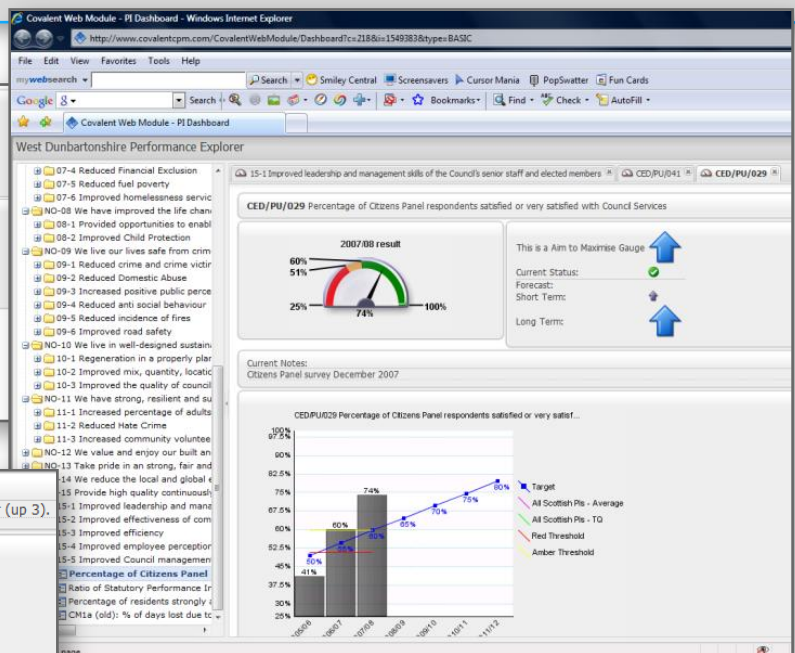 Covalent Web Module - PI Dashboard - Windows Internet Explorer
http://www.covalentcpm.com/CovalentWebModule/Dashboard?c=218&i=1549383&type=BASIC
File Edit View Favorites Tools Help
mywebsearch Search Smiley Central Screensavers Cursor Mania PopSwatter Fun Cards
Google Search Bookmarks Find Check AutoFill
Covalent Web Module - PI Dashboard
West Dunbartonshire Performance Explorer
07-4 Reduced Financial Exclusion
07-5 Reduced fuel poverty
07-6 Improved homelessness servic
NO-08 We have improved the life chan
08-1 Provided opportunities to enabl
08-2 Improved Child Protection
NO-09 We live our lives safe from crim
09-1 Reduced crime and crime victir
09-2 Reduced Domestic Abuse
09-3 Increased positive public perce
09-4 Reduced anti social behaviour
09-5 Reduced incidence of fires
09-6 Improved road safety
NO-10 We live in well-designed sustaina
10-1 Regeneration in a properly plar
10-2 Improved mix, quantity, locatic
10-3 Improved the quality of council
NO-11 We have strong, resilient and su
11-1 Increased percentage of adults
11-2 Reduced Hate Crime
11-3 Increased community voluntee
NO-12 We value and enjoy our built an
NO-13 Take pride in an strong, fair and
-14 We reduce the local and global e
-15 Provide high quality continuously
15-1 Improved leadership and mana
15-2 Improved effectiveness of com
15-3 Improved efficiency
15-4 Improved employee perception
15-5 Improved Council managemen
Percentage of Citizens Panel
Ratio of Statutory Performance Ir
Percentage of residents strongly a
CM1a (old): % of days lost due to
(up 3).
15-1 Improved leadership and management skills of the Council's senior staff and elected members CED/PU/041 CED/PU/029
CED/PU/029 Percentage of Citizens Panel respondents satisfied or very satisfied with Council Services
2007/08 result
60%
51%
25%
100%
74%
This is a Aim to Maximise Gauge
Current Status:
Forecast:
Short Term:
Long Term:
Current Notes:
Citizens Panel survey December 2007
CED/PU/029 Percentage of Citizens Panel respondents satisfied or very satisf...
100%
97.5%
90%
82.5%
75%
67.5%
60%
52.5%
45%
37.5%
30%
25%
41%
60%
74%
50%
55%
60%
65%
70%
75%
80%
2005/06
2006/07
2007/08
2008/09
2009/10
2010/11
2011/12
Target
All Scottish PIs - Average
All Scottish PIs - TQ
Red Threshold
Amber Threshold
page